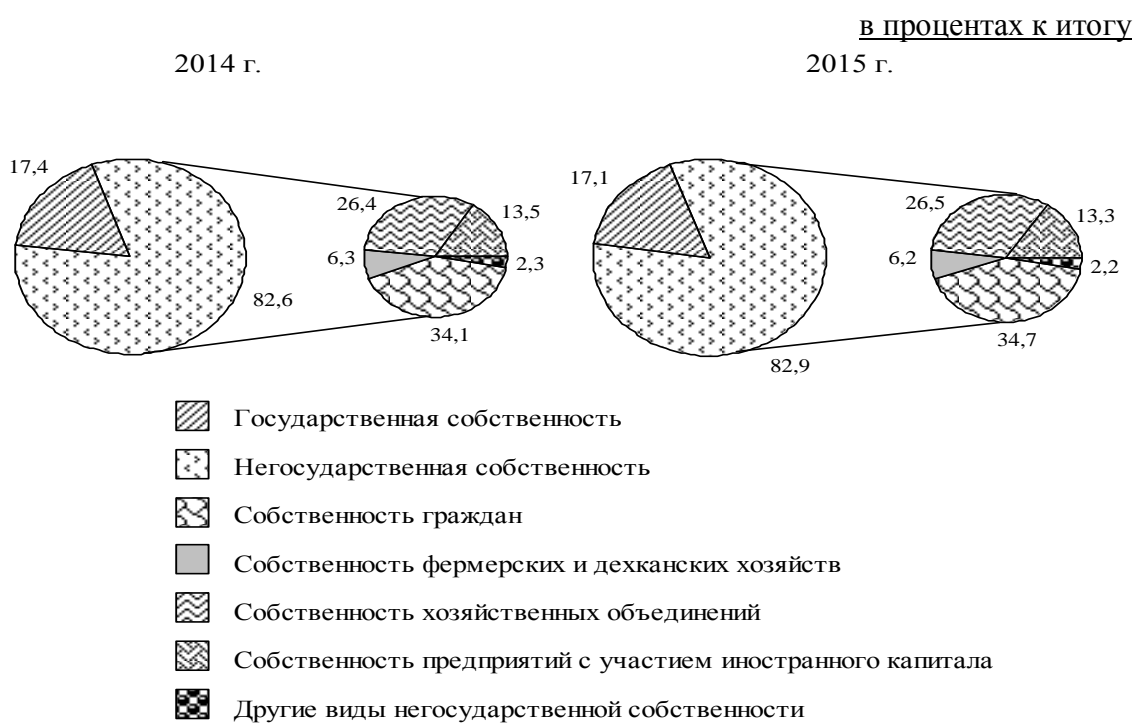 в процентах к итогу
2014 г.
2015 г.
17,4
82,6
26,4
13,5
6,3
2,3
34,1
17,1
82,9
26,5
13,3
6,2
2,2
34,7
Государственная собственность
Негосударственная собственность
Собственность граждан
Собственность фермерских и дехканских хозяйств
Собственность хозяйственных объединений
Собственность предприятий с участием иностранного капитала
Другие виды негосударственной собственности